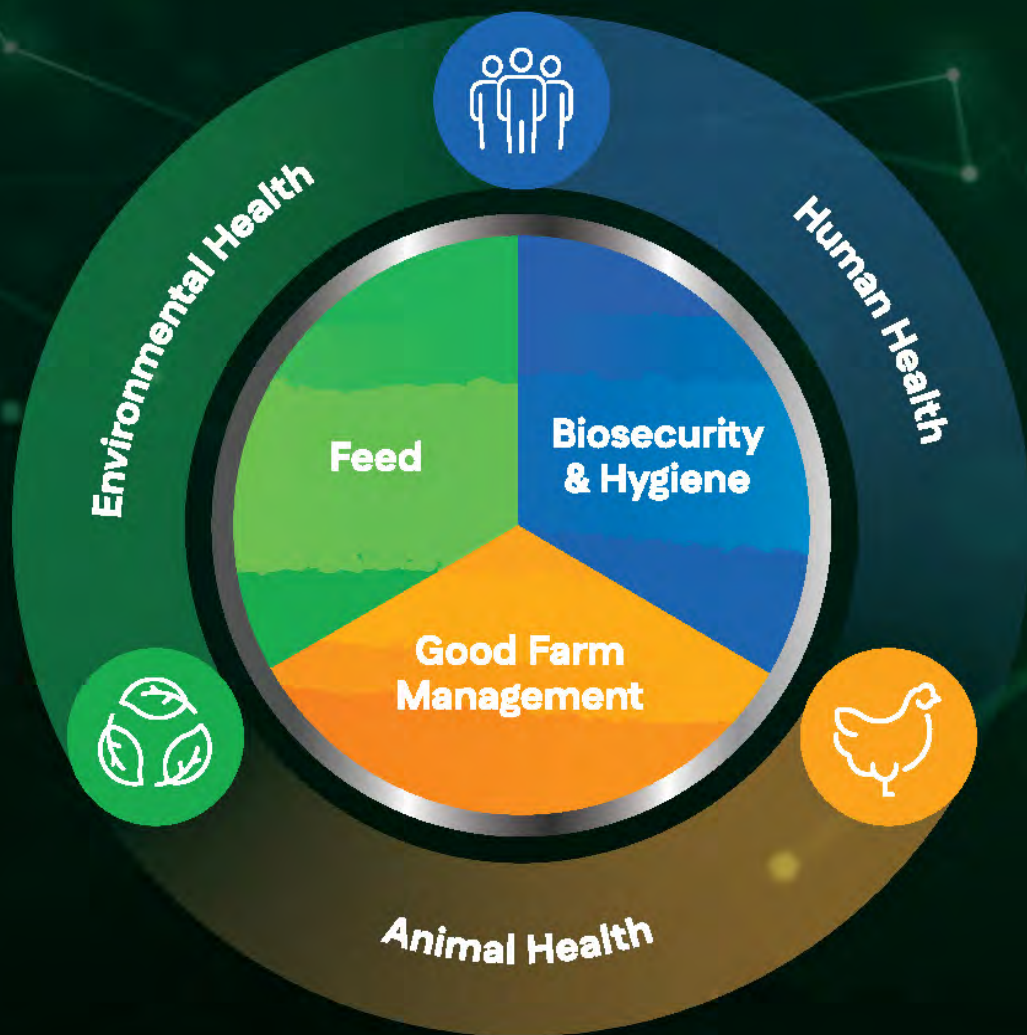 Environmental Health
Human Health
Feed
Biosecurity
& Hygiene
Good Farm
Management
Animal Health